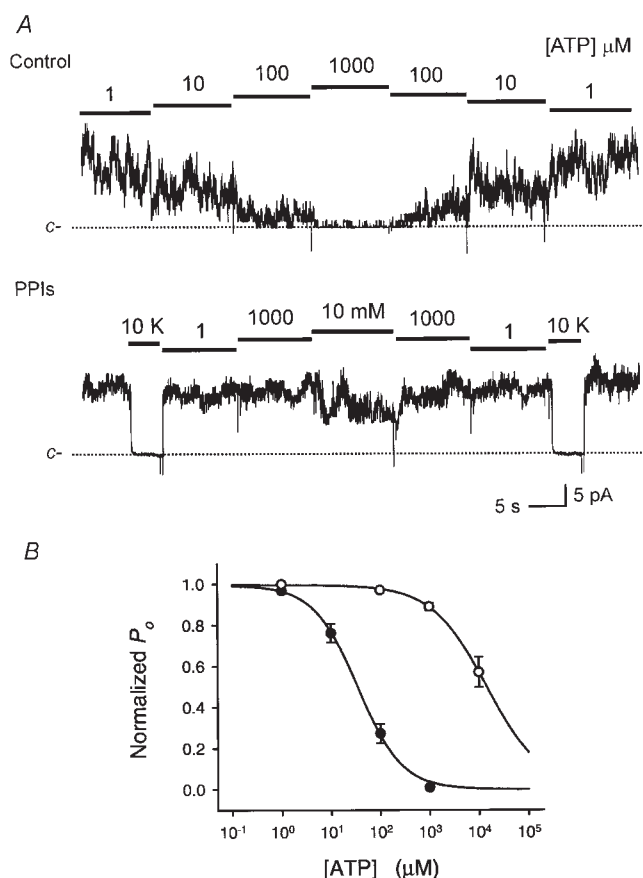 A
Control
[ATP] μM
1 10 100 1000 100 10 1
c-
PPIs
10 K 1 1000 10 mM 1000 1 10 K
c-
5 s 5 pA
B
Normalized Po
1.0
0.8
0.6
0.4
0.2
0.0
10-1 100 101 102 103 104 105
[ATP] (μM)